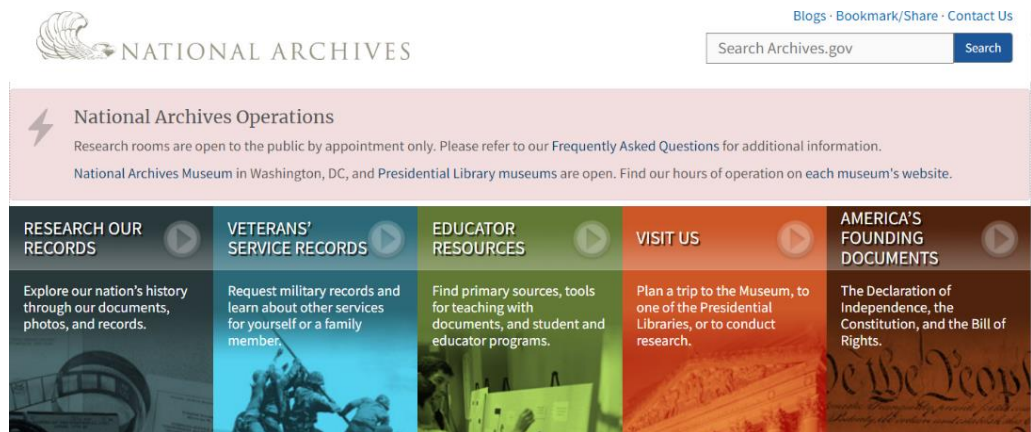 Blogs · Bookmark/Share · Contact Us
NATIONAL ARCHIVES
Search Archives.gov
Search
National Archives Operations
Research rooms are open to the public by appointment only. Please refer to our Frequently Asked Questions for additional information.
National Archives Museum in Washington, DC, and Presidential Library museums are open. Find our hours of operation on each museum's website.
RESEARCH OUR
RECORDS
Explore our nation's history
through our documents,
photos, and records.
VETERANS'
SERVICE RECORDS
Request military records and
learn about other services
for yourself or a family
member.
EDUCATOR
RESOURCES
Find primary sources, tools
for teaching with
documents, and student and
educator programs.
VISIT US
Plan a trip to the Museum, to
one of the Presidential
Libraries, or to conduct
research.
AMERICA'S
FOUNDING
DOCUMENTS
The Declaration of
Independence, the
Constitution, and the Bill of
Rights.
We the People